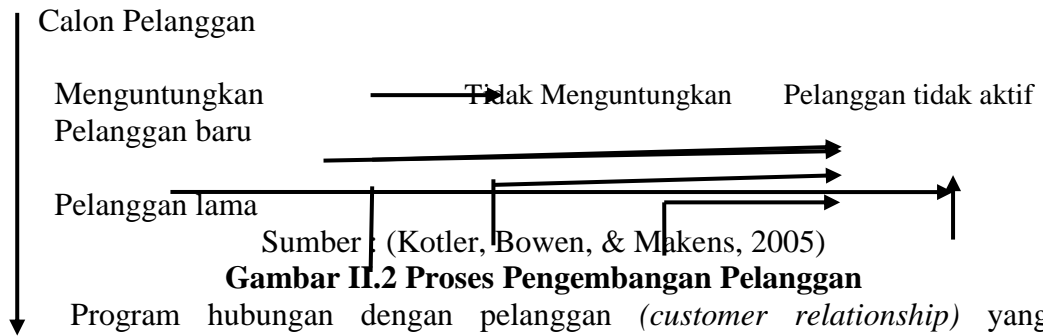 Calon Pelanggan
Menguntungkan Tidak Menguntungkan Pelanggan tidak aktif
Pelanggan baru
Pelanggan lama
Sumber : (Kotler, Bowen, & Makens, 2005)
Gambar II.2 Proses Pengembangan Pelanggan
Program hubungan dengan pelanggan (customer relationship) yang